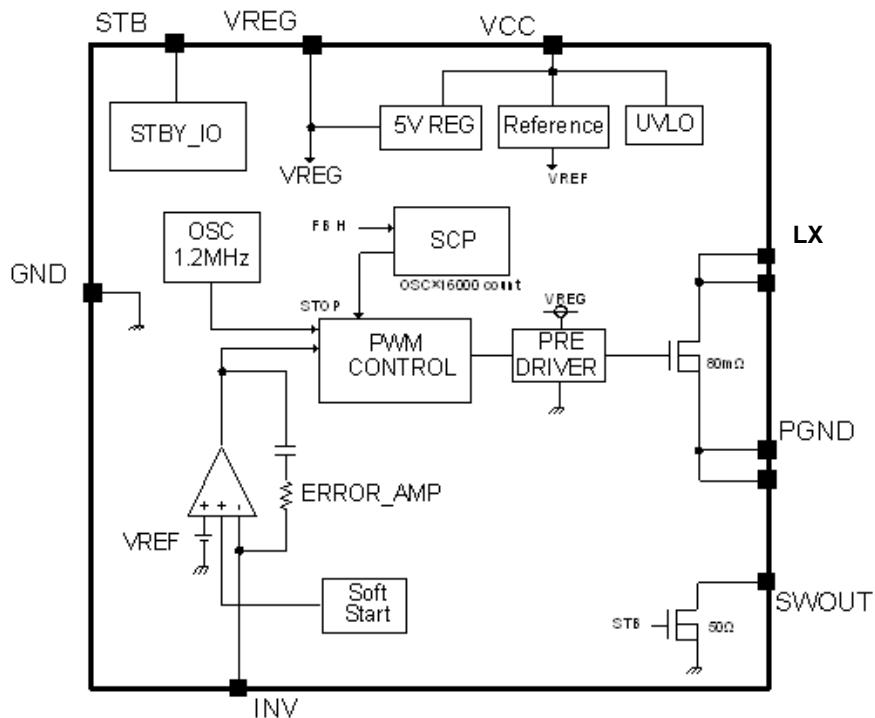 STB
VREG
VCC
STBY_IO
5V REG
Reference
UVLO
VREG
VREF
OSC
1.2MHz
FBH
SCP
LX
GND
OSC×16000 count
STOP
VREG
PWM
CONTROL
PRE
DRIVER
80mΩ
PGND
+ + -
ERROR_AMP
VREF
Soft
Start
SWOUT
STB
50Ω
INV